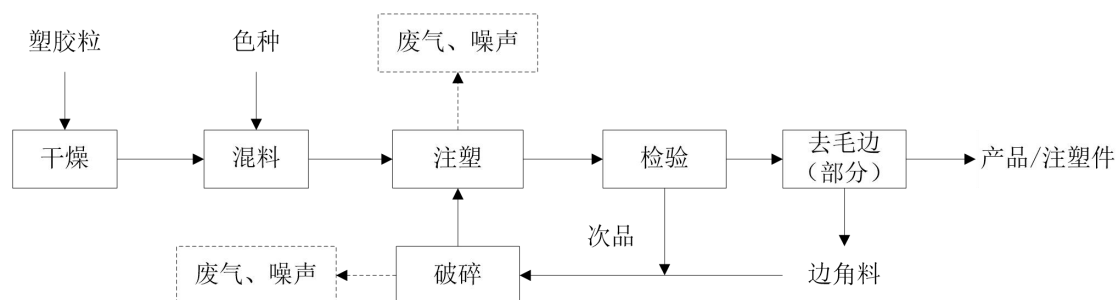 塑胶粒
色种
废气、噪声
干燥
混料
注塑
检验
去毛边
（部分）
产品/注塑件
次品
废气、噪声
破碎
边角料